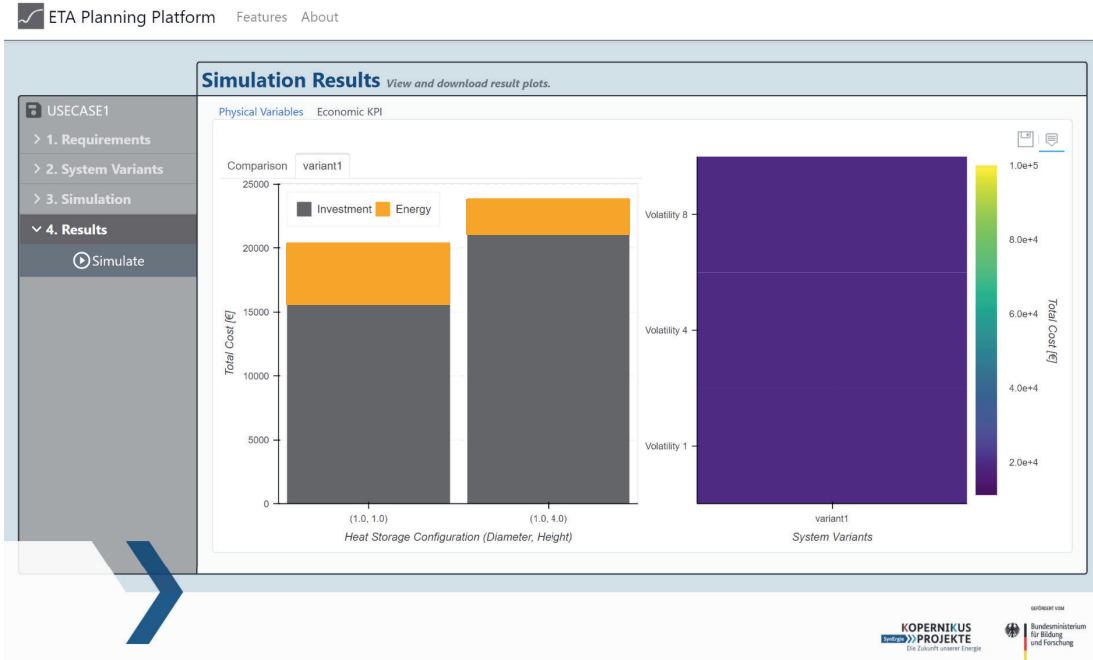 ETA Planning Platform Features About
Simulation Results View and download result plots.
USECASE1
1. Requirements
2. System Variants
3. Simulation
4. Results
Simulate
Physical Variables Economic KPI
Comparison variant1
Investment Energy
25000
20000
15000
10000
5000
0
Total Cost [€]
(1.0, 1.0) (1.0, 4.0)
Heat Storage Configuration (Diameter, Height)
Volatility 8
Volatility 4
Volatility 1
variant1
System Variants
1.0e+5
8.0e+4
6.0e+4
4.0e+4
2.0e+4
Total Cost [€]
KOPERNIKUS
SynErgie PROJEKTE
Die Zukunft unserer Energie
GEFÖRDERT VOM
Bundesministerium
für Bildung
und Forschung